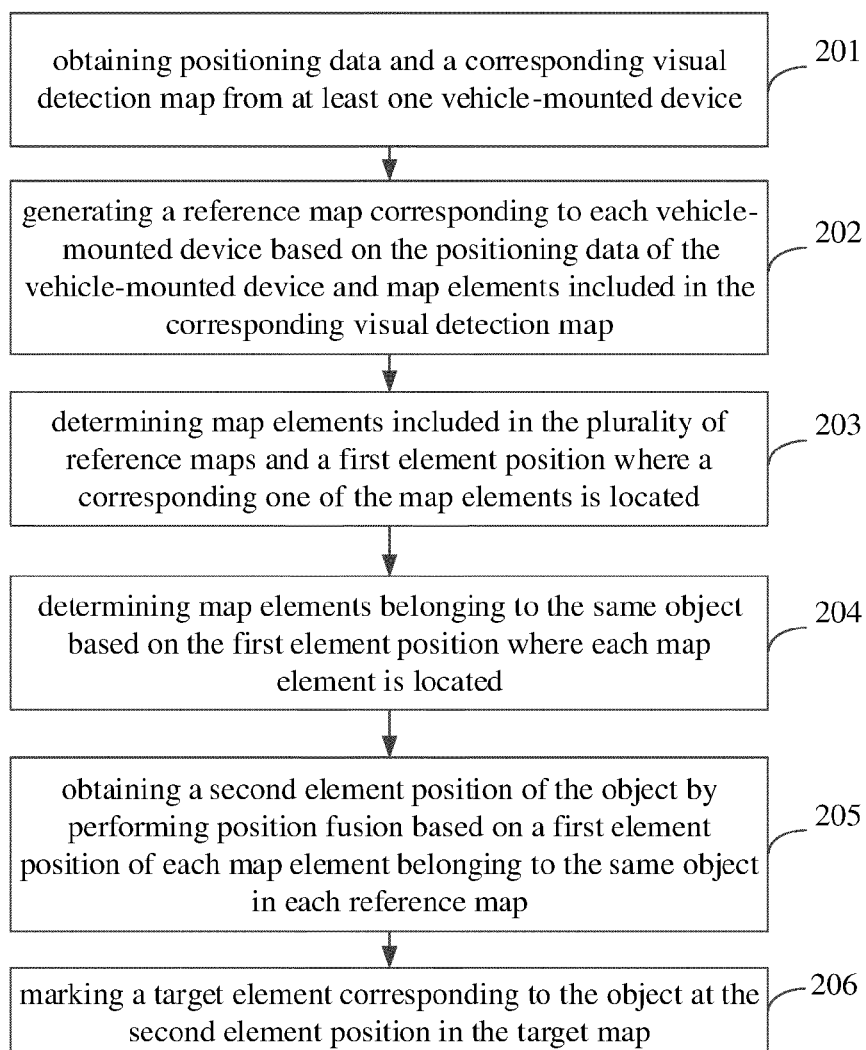 obtaining positioning data and a corresponding visual
detection map from at least one vehicle-mounted device
201
generating a reference map corresponding to each vehicle-
mounted device based on the positioning data of the
vehicle-mounted device and map elements included in the
corresponding visual detection map
202
determining map elements included in the plurality of
reference maps and a first element position where a
corresponding one of the map elements is located
203
determining map elements belonging to the same object
based on the first element position where each map
element is located
204
obtaining a second element position of the object by
performing position fusion based on a first element
position of each map element belonging to the same object
in each reference map
205
marking a target element corresponding to the object at the
second element position in the target map
206